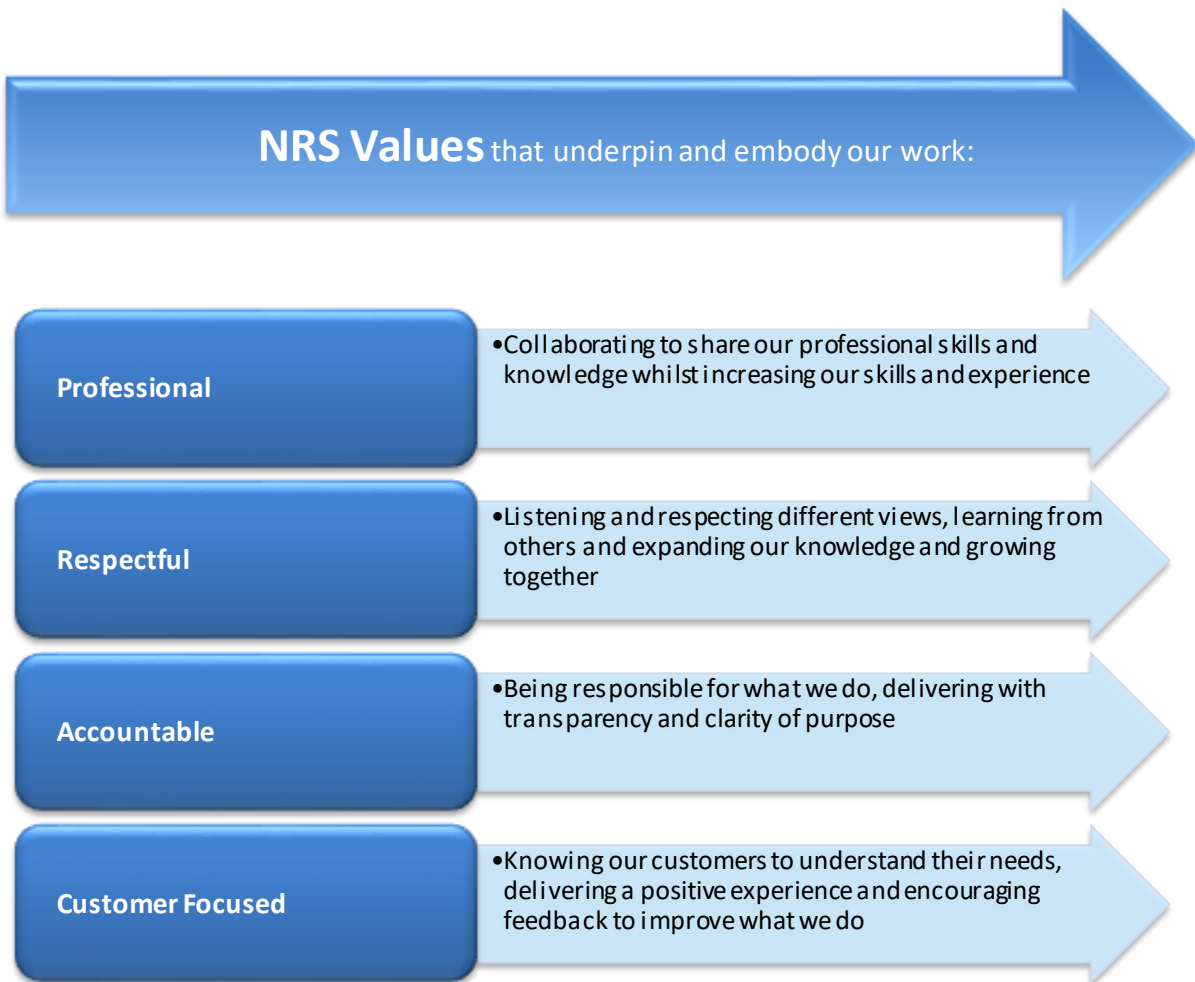 NRS Values that underpin and embody our work:
Professional
•Collaborating to share our professional skills and
knowledge whilst increasing our skills and experience
Respectful
•Listening and respecting different views, learning from
others and expanding our knowledge and growing
together
Accountable
•Being responsible for what we do, delivering with
transparency and clarity of purpose
Customer Focused
•Knowing our customers to understand their needs,
delivering a positive experience and encouraging
feedback to improve what we do